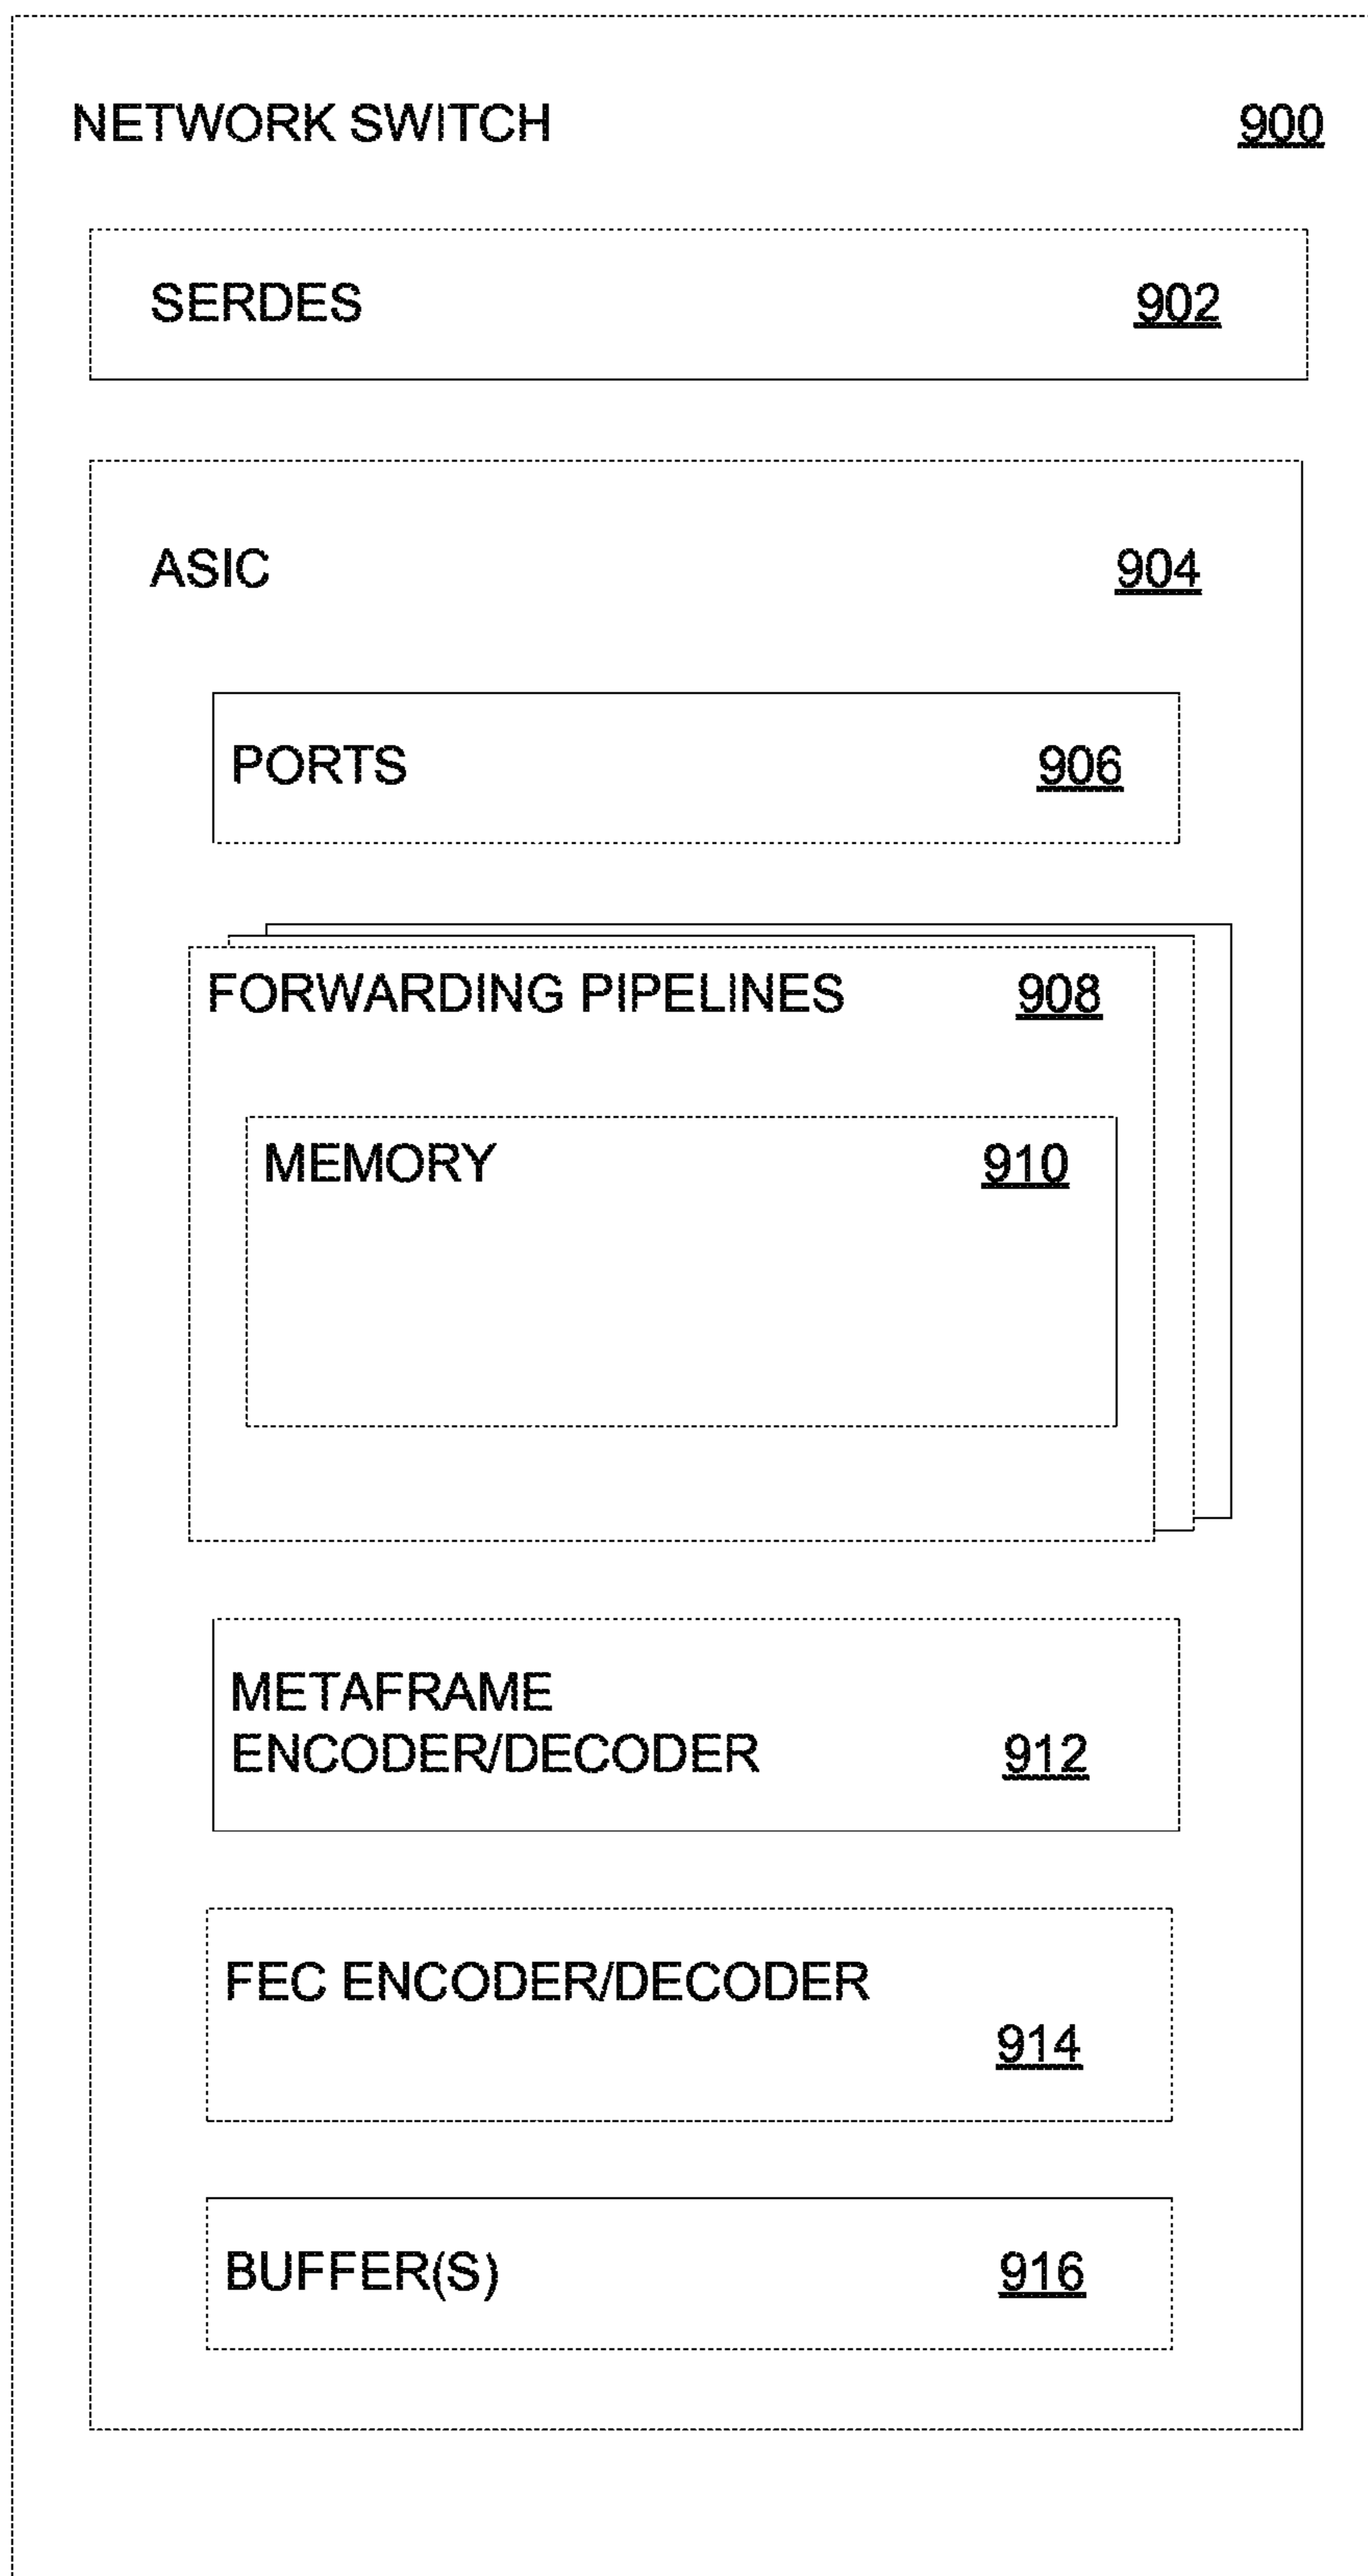 NETWORK SWITCH 900
SERDES 902
ASIC 904
PORTS 906
FORWARDING PIPELINES 908
MEMORY 910
METAFRAME
ENCODER/DECODER 912
FEC ENCODER/DECODER
914
BUFFER(S) 916